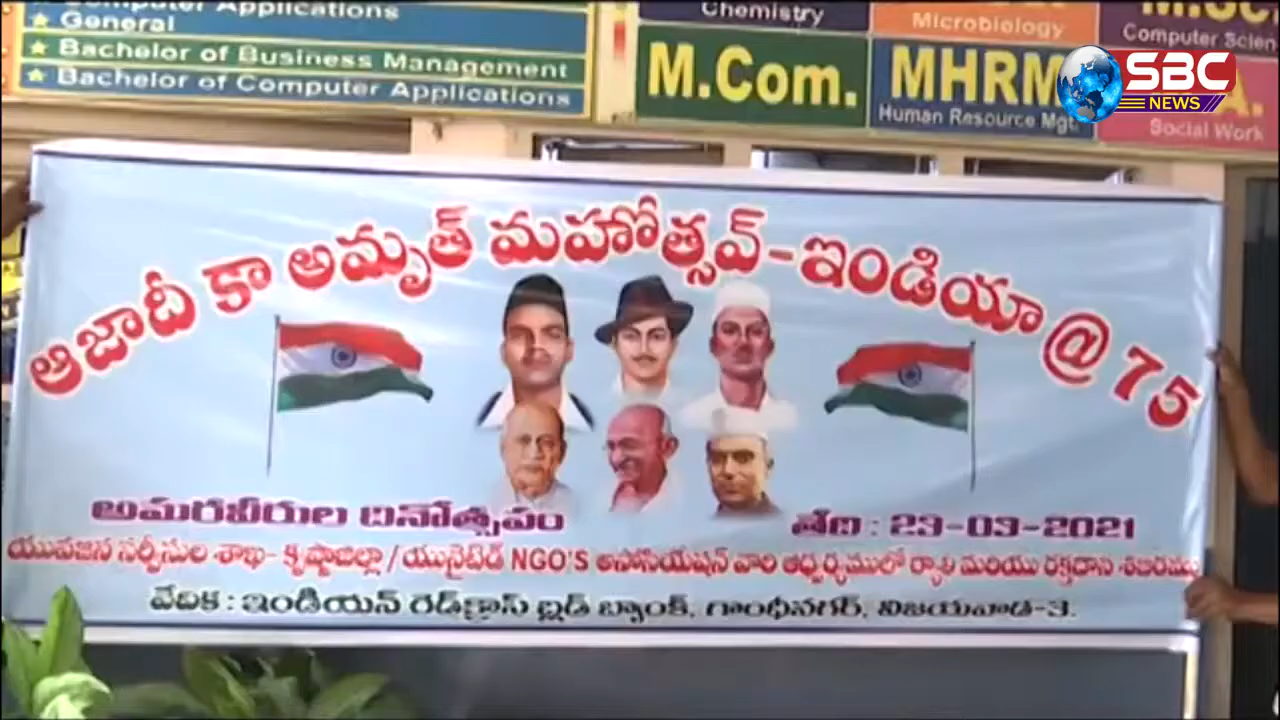 Computer Applications
★ General
★ Bachelor of Business Management
★ Bachelor of Computer Applications
Chemistry
M.Com.
Microbiology
MHRM
Human Resource Mgt.
M.Sc.
Computer Scien
Social Work
SBC
NEWS
ఆజాదీ కా అమృత్ మహోత్సవ్-ఇండియా @ 75
అమరవీరుల దినోత్సవం
తేది : 23-03-2021
యువజన సర్వీసుల శాఖ- కృష్ణాజిల్లా / యునైటెడ్ NGO'S అసోసియేషన్ వారి ఆధ్వర్యములో ర్యాలీ మరియు రక్తదాన శిబిరము
వేదిక : ఇండియన్ రెడ్‌క్రాస్ బ్లడ్ బ్యాంక్, గాంధీనగర్, విజయవాడ-3.